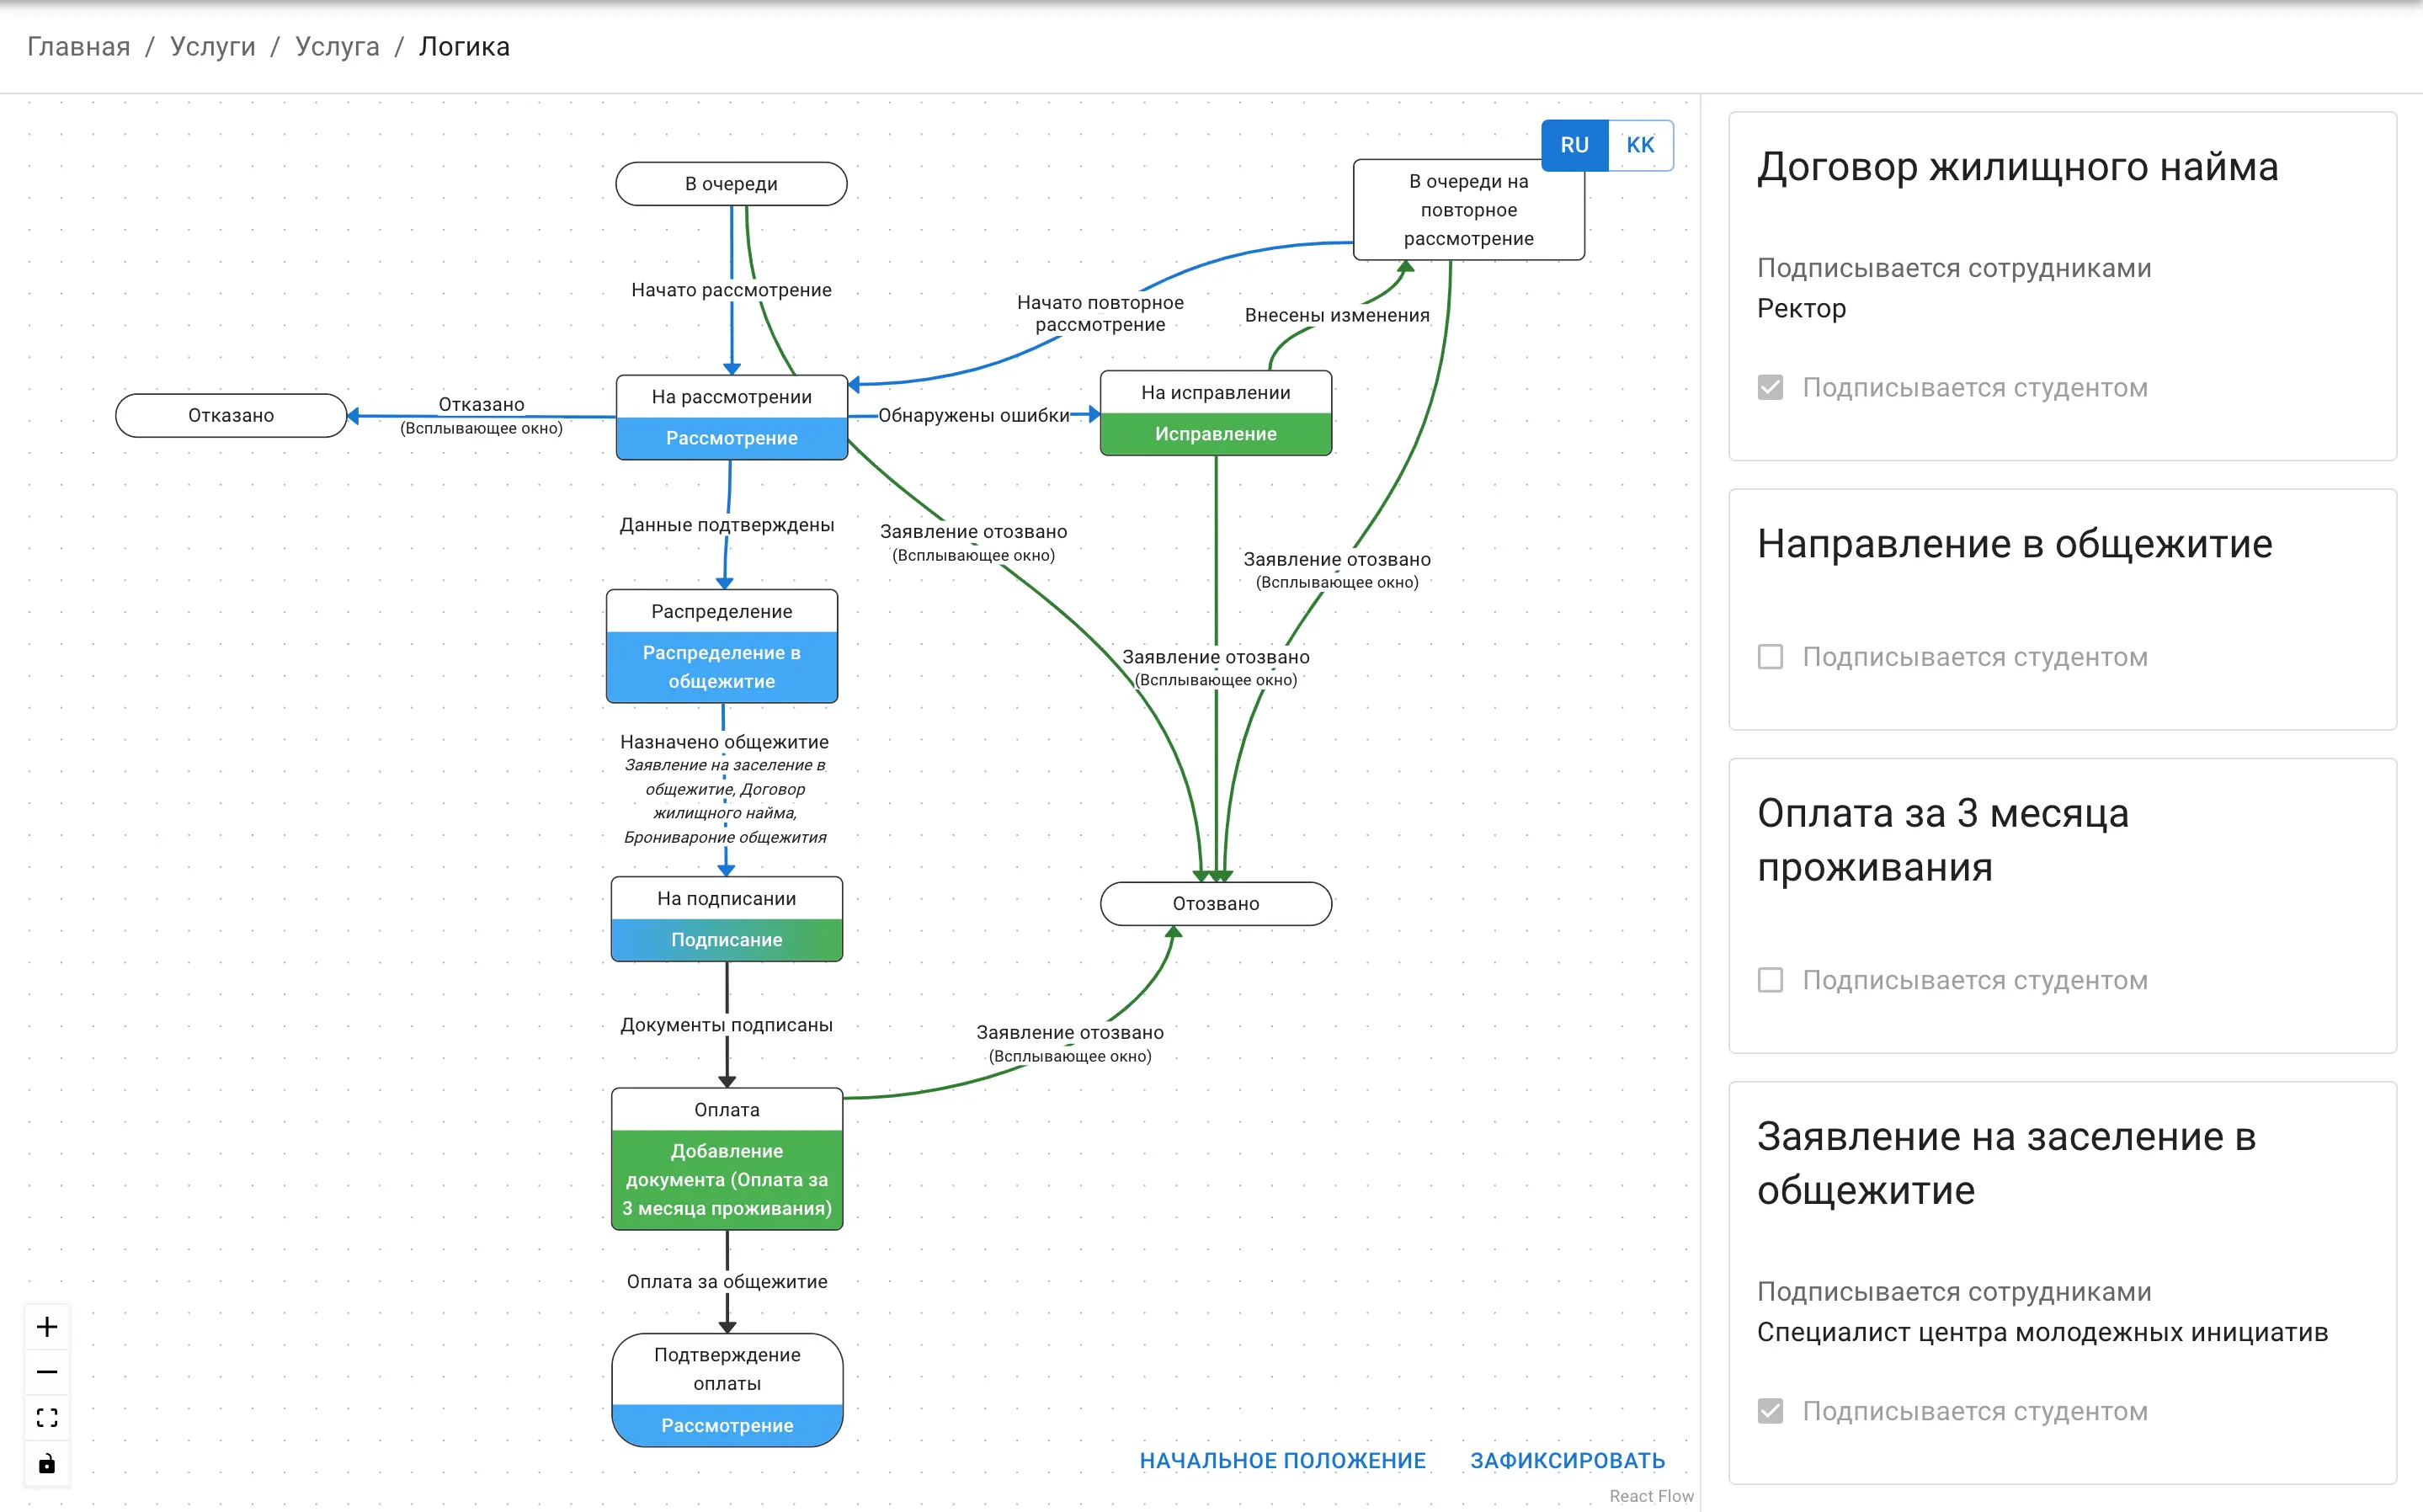 Главная / Услуги / Услуга / Логика
RU
KK
В очереди
В очереди на
повторное
рассмотрение
Начато рассмотрение
Начато повторное
рассмотрение
Внесены изменения
Отказано
Отказано
(Всплывающее окно)
На рассмотрении
Рассмотрение
Обнаружены ошибки
На исправлении
Исправление
Данные подтверждены
Заявление отозвано
(Всплывающее окно)
Заявление отозвано
(Всплывающее окно)
Распределение
Распределение в
общежитие
Заявление отозвано
(Всплывающее окно)
Назначено общежитие
Заявление на заселение в
общежитие, Договор
жилищного найма,
Бронивароние общежития
На подписании
Подписание
Отозвано
Документы подписаны
Заявление отозвано
(Всплывающее окно)
Оплата
Добавление
документа (Оплата за
3 месяца проживания)
Оплата за общежитие
Подтверждение
оплаты
Рассмотрение
НАЧАЛЬНОЕ ПОЛОЖЕНИЕ
ЗАФИКСИРОВАТЬ
React Flow
Договор жилищного найма
Подписывается сотрудниками
Ректор
Подписывается студентом
Направление в общежитие
Подписывается студентом
Оплата за 3 месяца
проживания
Подписывается студентом
Заявление на заселение в
общежитие
Подписывается сотрудниками
Специалист центра молодежных инициатив
Подписывается студентом